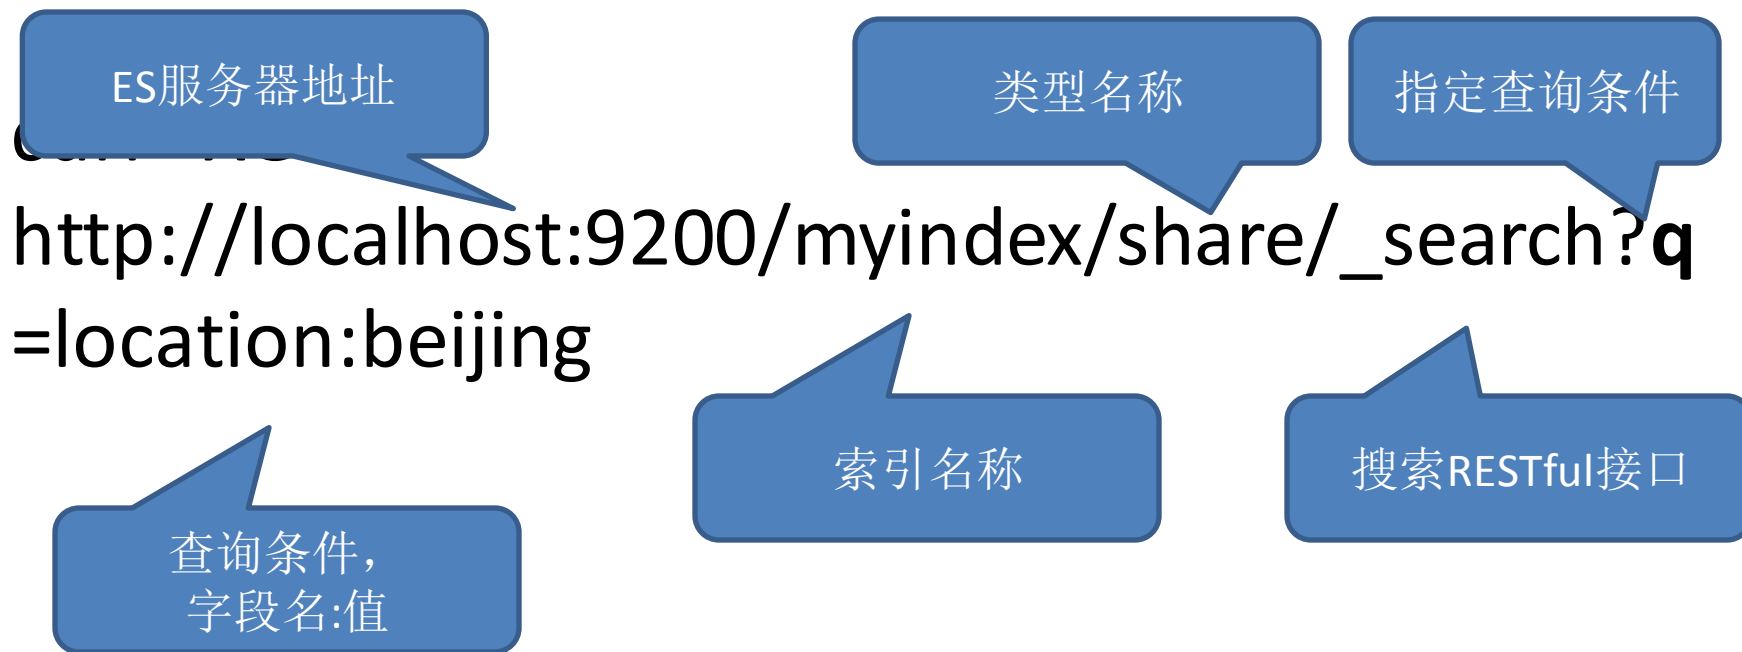 ES服务器地址
类型名称
指定查询条件
http://localhost:9200/myindex/share/_search?q
=location:beijing
索引名称
搜索RESTful接口
查询条件，
字段名:值